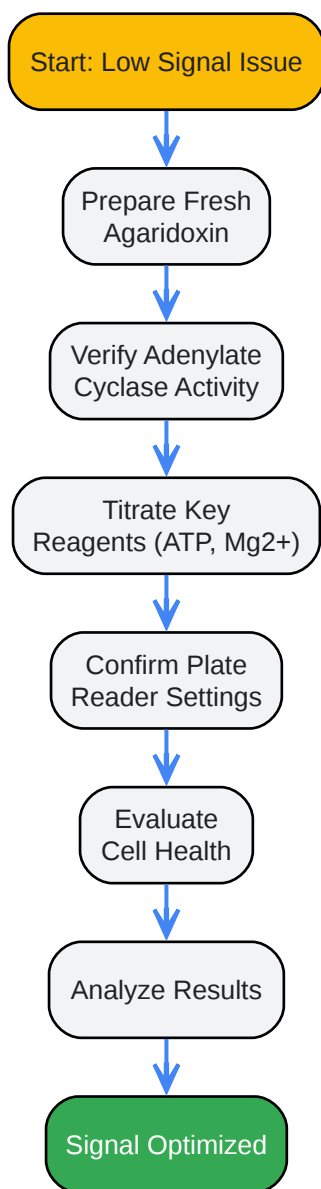 Start: Low Signal Issue
Prepare Fresh
Agaridoxin
Verify Adenylate
Cyclase Activity
Titrate Key
Reagents (ATP, Mg2+)
Confirm Plate
Reader Settings
Evaluate
Cell Health
Analyze Results
Signal Optimized